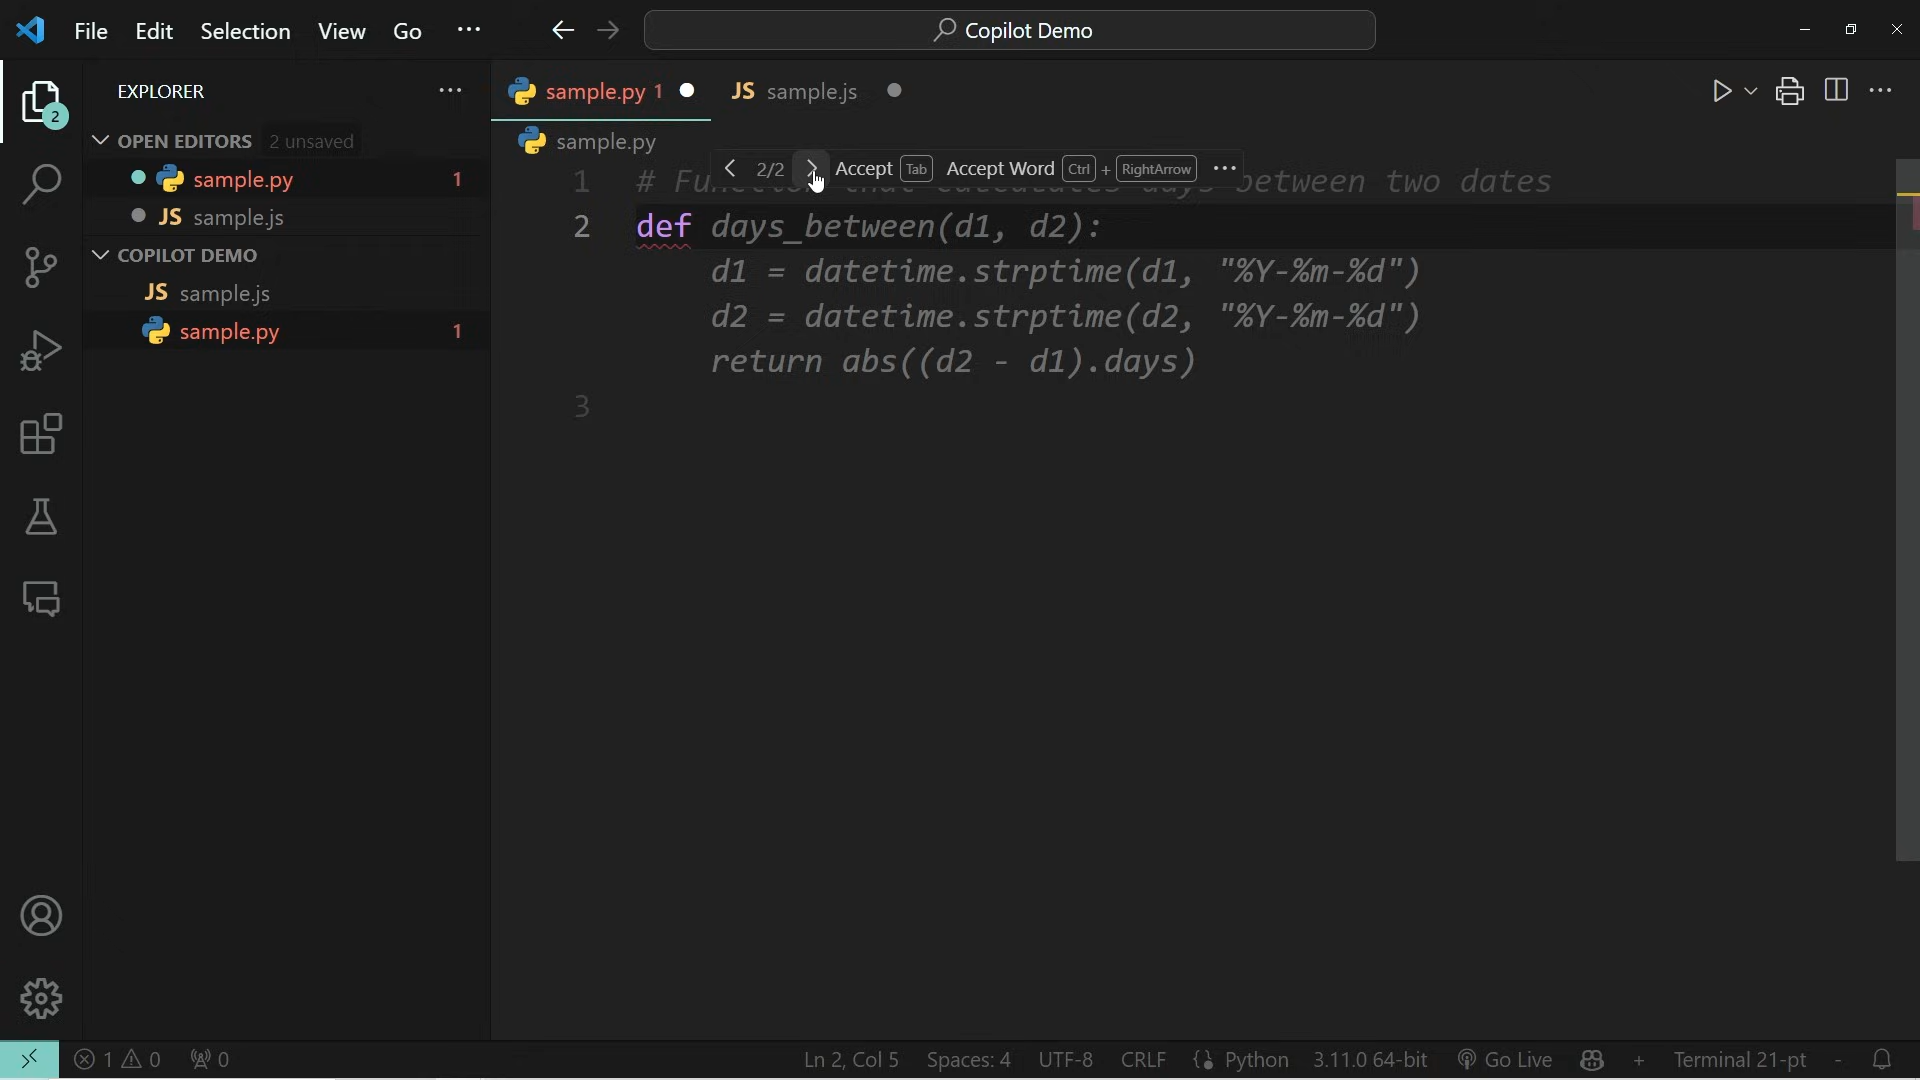 File Edit Selection View Go ··· Copilot Demo
EXPLORER ···
OPEN EDITORS 2 unsaved
sample.py 1
JS sample.js
COPILOT DEMO
JS sample.js
sample.py 1
2
sample.py 1 JS sample.js
sample.py
2/2 Accept Tab Accept Word Ctrl + RightArrow ···
1 # between two dates
2 def days_between(d1, d2):
d1 = datetime.strptime(d1, "%Y-%m-%d")
d2 = datetime.strptime(d2, "%Y-%m-%d")
return abs((d2 - d1).days)
3
1 0 0 Ln 2, Col 5 Spaces: 4 UTF-8 CRLF Python 3.11.0 64-bit Go Live + Terminal 21-pt -